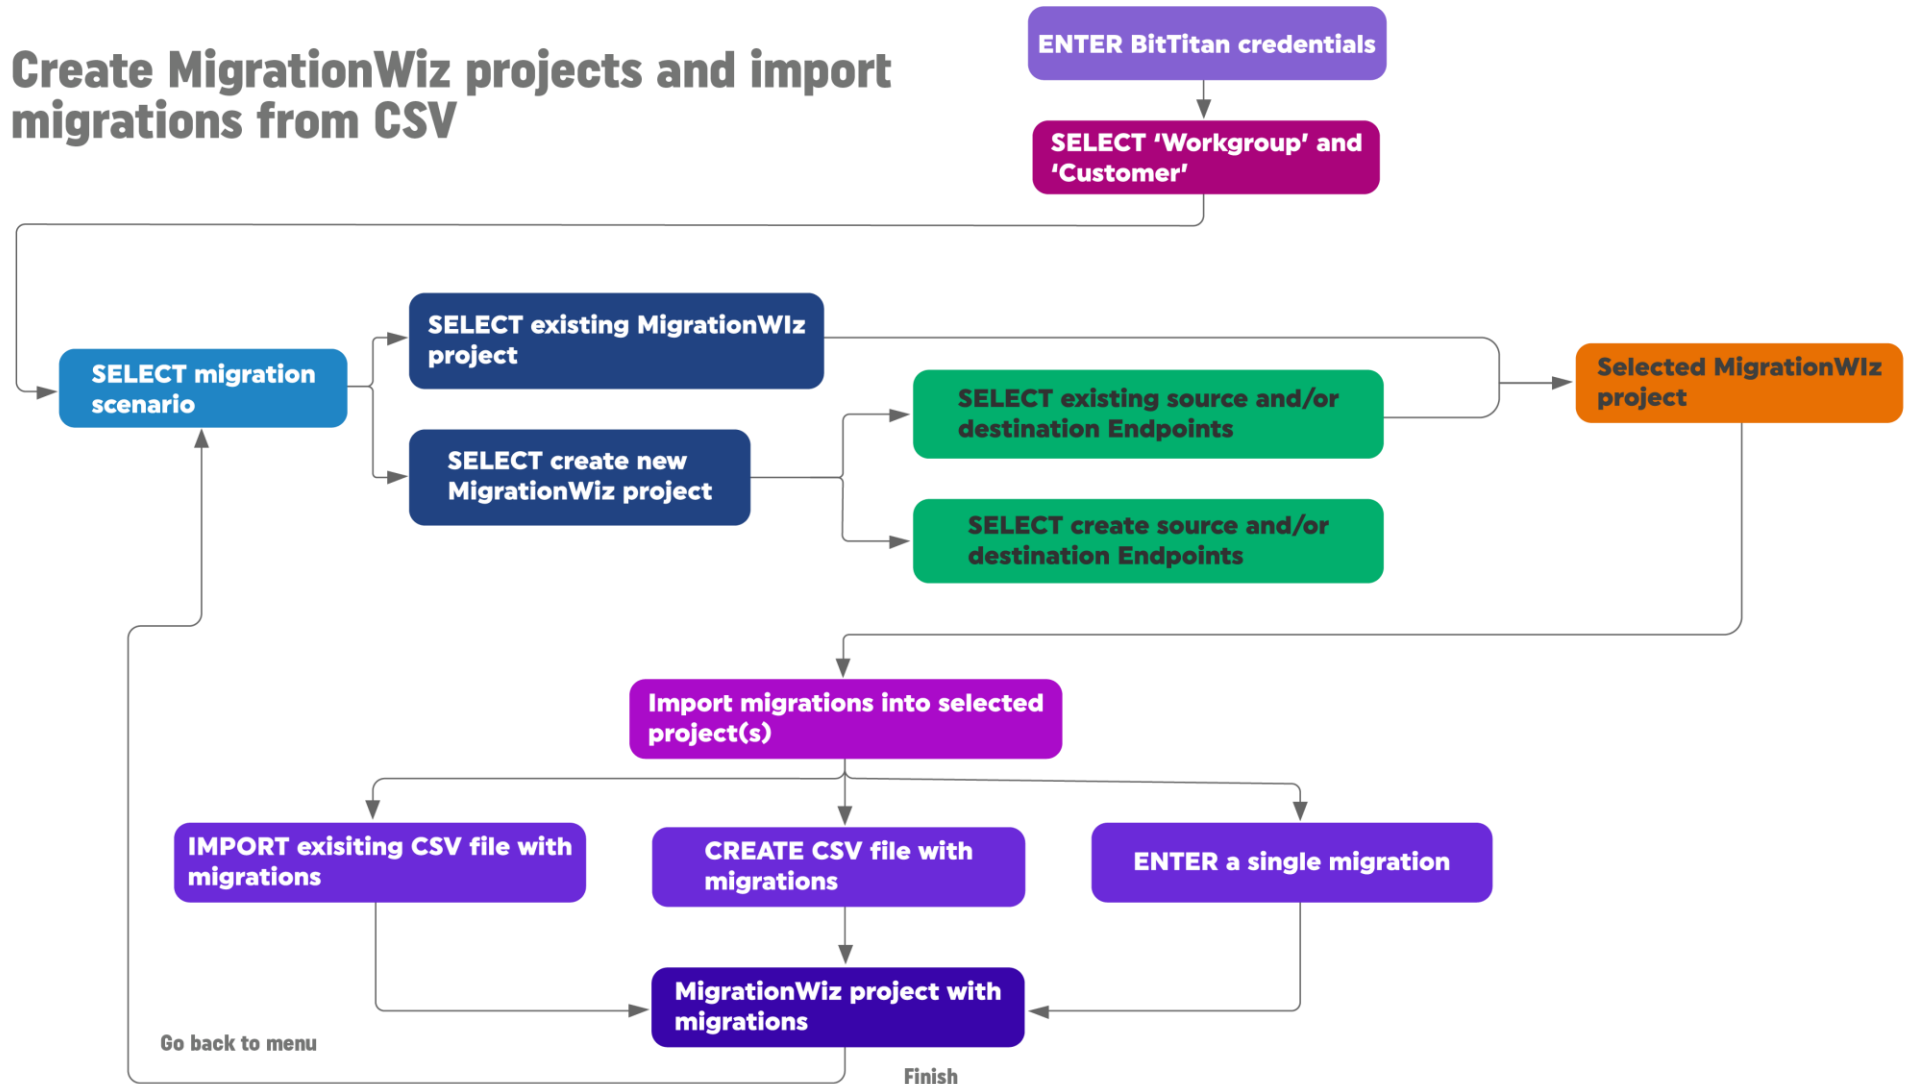 Create MigrationWiz projects and import
migrations from CSV
ENTER BitTitan credentials
SELECT ‘Workgroup’ and
‘Customer’
SELECT migration
scenario
SELECT existing MigrationWIz
project
SELECT create new
MigrationWiz project
SELECT existing source and/or
destination Endpoints
SELECT create source and/or
destination Endpoints
Selected MigrationWIz
project
Import migrations into selected
project(s)
IMPORT exisiting CSV file with
migrations
CREATE CSV file with
migrations
ENTER a single migration
MigrationWiz project with
migrations
Go back to menu
Finish